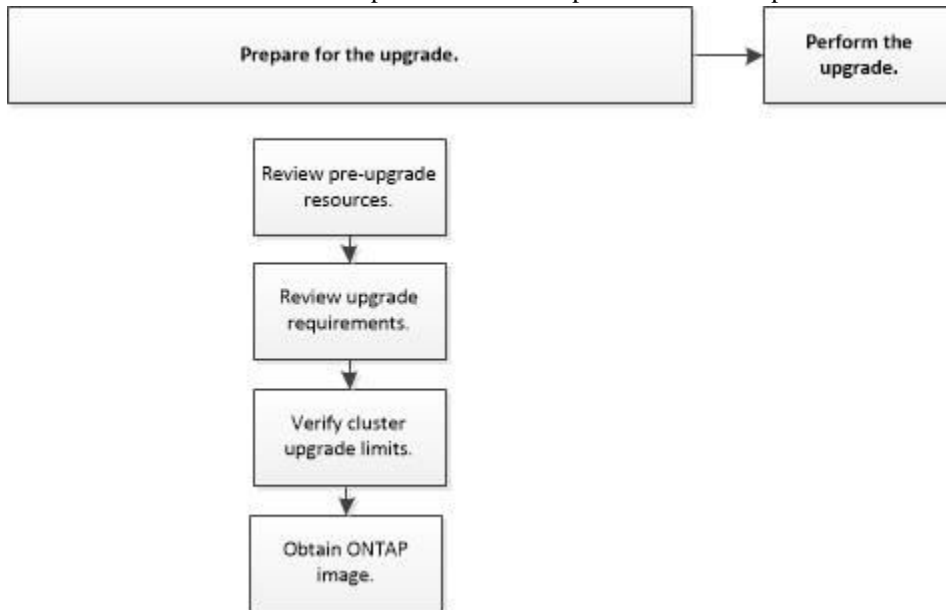 Prepare for the upgrade.
Perform the
upgrade.
Review pre-upgrade
resources.
Review upgrade
requirements.
Verify cluster
upgrade limits.
Obtain ONTAP
image.